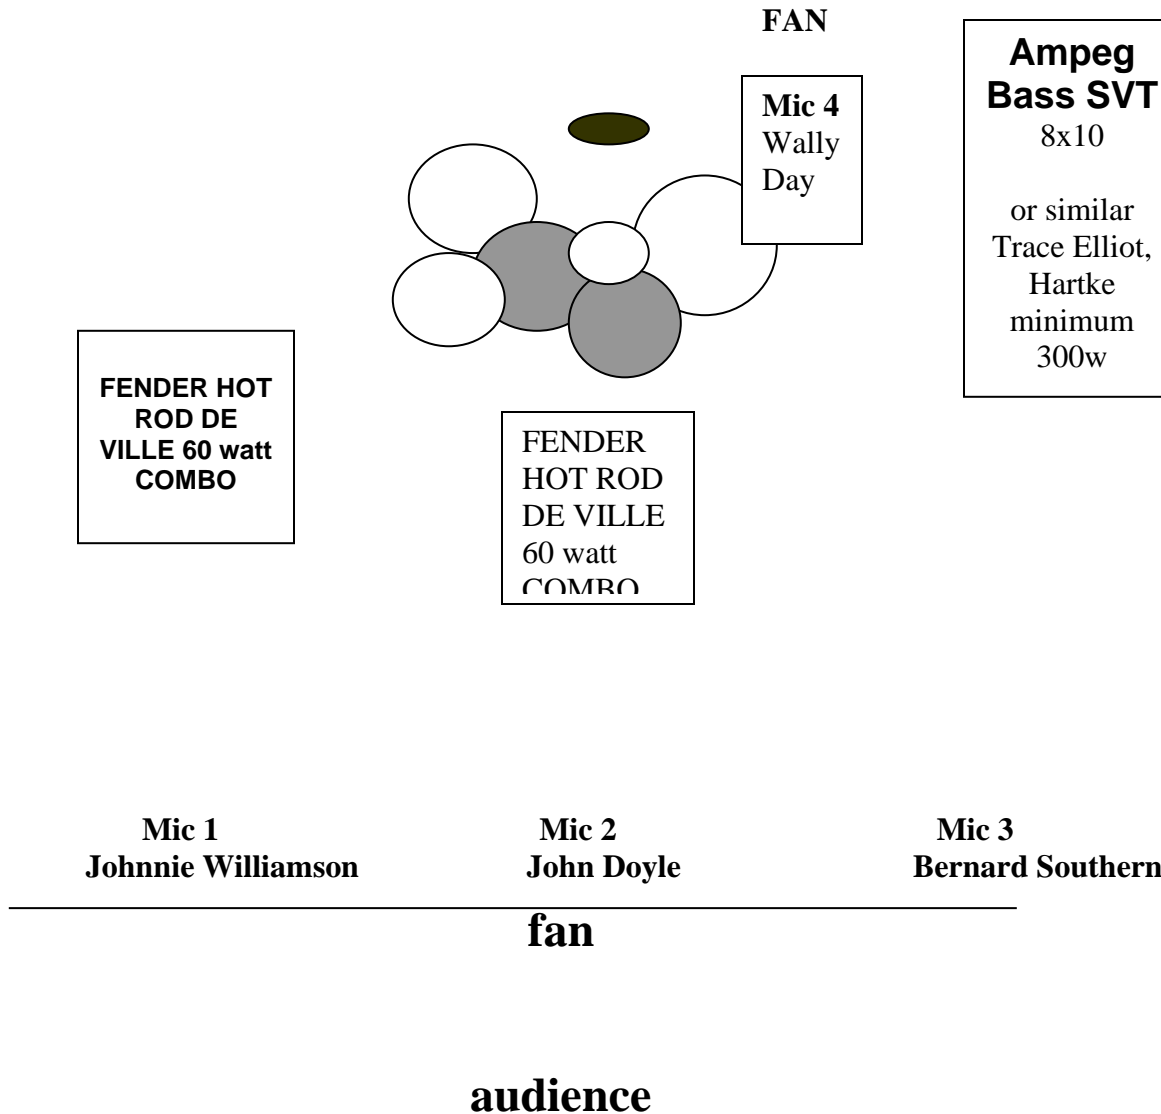 FAN
Ampeg
Bass SVT
8x10
or similar
Trace Elliot,
Hartke
minimum
300w
Mic 4
Wally
Day
FENDER HOT
ROD DE
VILLE 60 watt
COMBO
FENDER
HOT ROD
DE VILLE
60 watt
COMBO
Mic 1
Johnnie Williamson
Mic 2
John Doyle
Mic 3
Bernard Southern
fan
audience